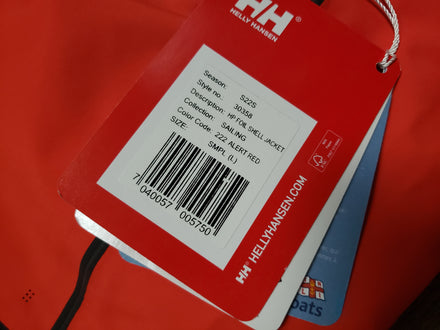 HH
HELLY HANSEN
Season: S22S
Style no.: 30358
Description: HP FOIL SHELL JACKET
Collection: SAILING
Color Code: 222 ALERT RED
SIZE: SMPL (L)
7 040057 005750
HH HELLYHANSEN.COM
FSC